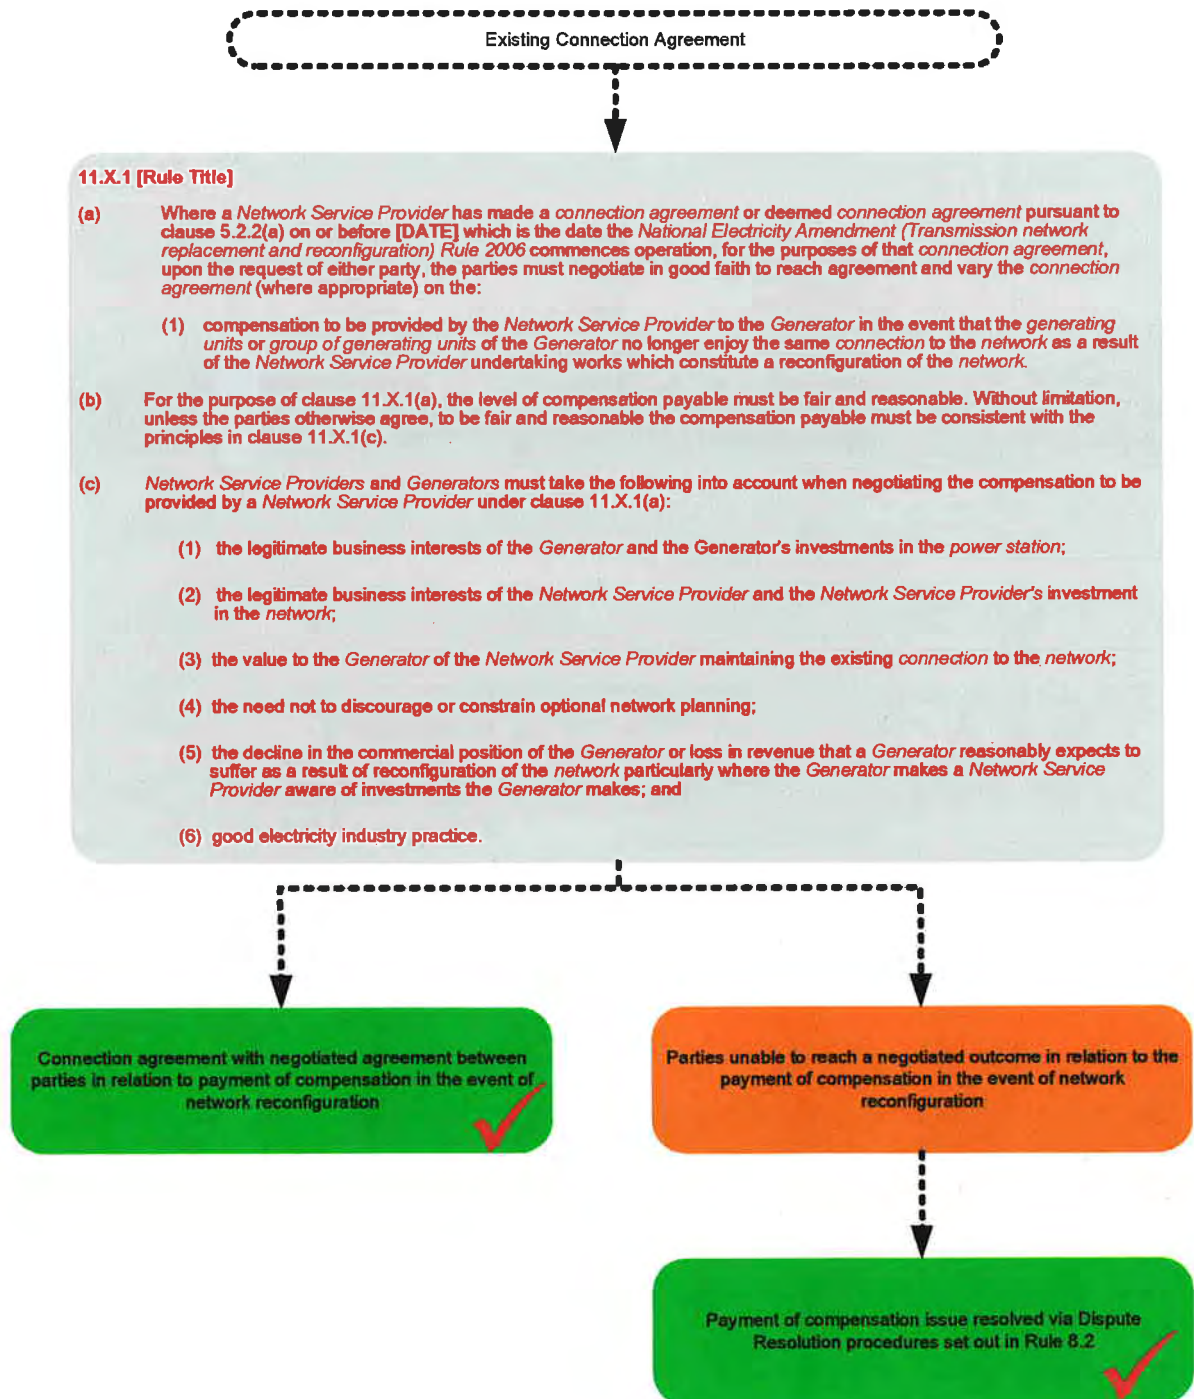 Existing Connection Agreement
11.X.1 [Rule Title]
(a) Where a Network Service Provider has made a connection agreement or deemed connection agreement pursuant to
clause 5.2.2(a) on or before [DATE] which is the date the National Electricity Amendment (Transmission network
replacement and reconfiguration) Rule 2006 commences operation, for the purposes of that connection agreement,
upon the request of either party, the parties must negotiate in good faith to reach agreement and vary the connection
agreement (where appropriate) on the:
(1) compensation to be provided by the Network Service Provider to the Generator in the event that the generating
units or group of generating units of the Generator no longer enjoy the same connection to the network as a result
of the Network Service Provider undertaking works which constitute a reconfiguration of the network.
(b) For the purpose of clause 11.X.1(a), the level of compensation payable must be fair and reasonable. Without limitation,
unless the parties otherwise agree, to be fair and reasonable the compensation payable must be consistent with the
principles in clause 11.X.1(c).
(c) Network Service Providers and Generators must take the following into account when negotiating the compensation to be
provided by a Network Service Provider under clause 11.X.1(a):
(1) the legitimate business interests of the Generator and the Generator's investments in the power station;
(2) the legitimate business interests of the Network Service Provider and the Network Service Provider's investment
in the network;
(3) the value to the Generator of the Network Service Provider maintaining the existing connection to the network;
(4) the need not to discourage or constrain optional network planning;
(5) the decline in the commercial position of the Generator or loss in revenue that a Generator reasonably expects to
suffer as a result of reconfiguration of the network particularly where the Generator makes a Network Service
Provider aware of investments the Generator makes; and
(6) good electricity industry practice.
Connection agreement with negotiated agreement between
parties in relation to payment of compensation in the event of
network reconfiguration
Parties unable to reach a negotiated outcome in relation to the
payment of compensation in the event of network
reconfiguration
Payment of compensation issue resolved via Dispute
Resolution procedures set out in Rule 8.2